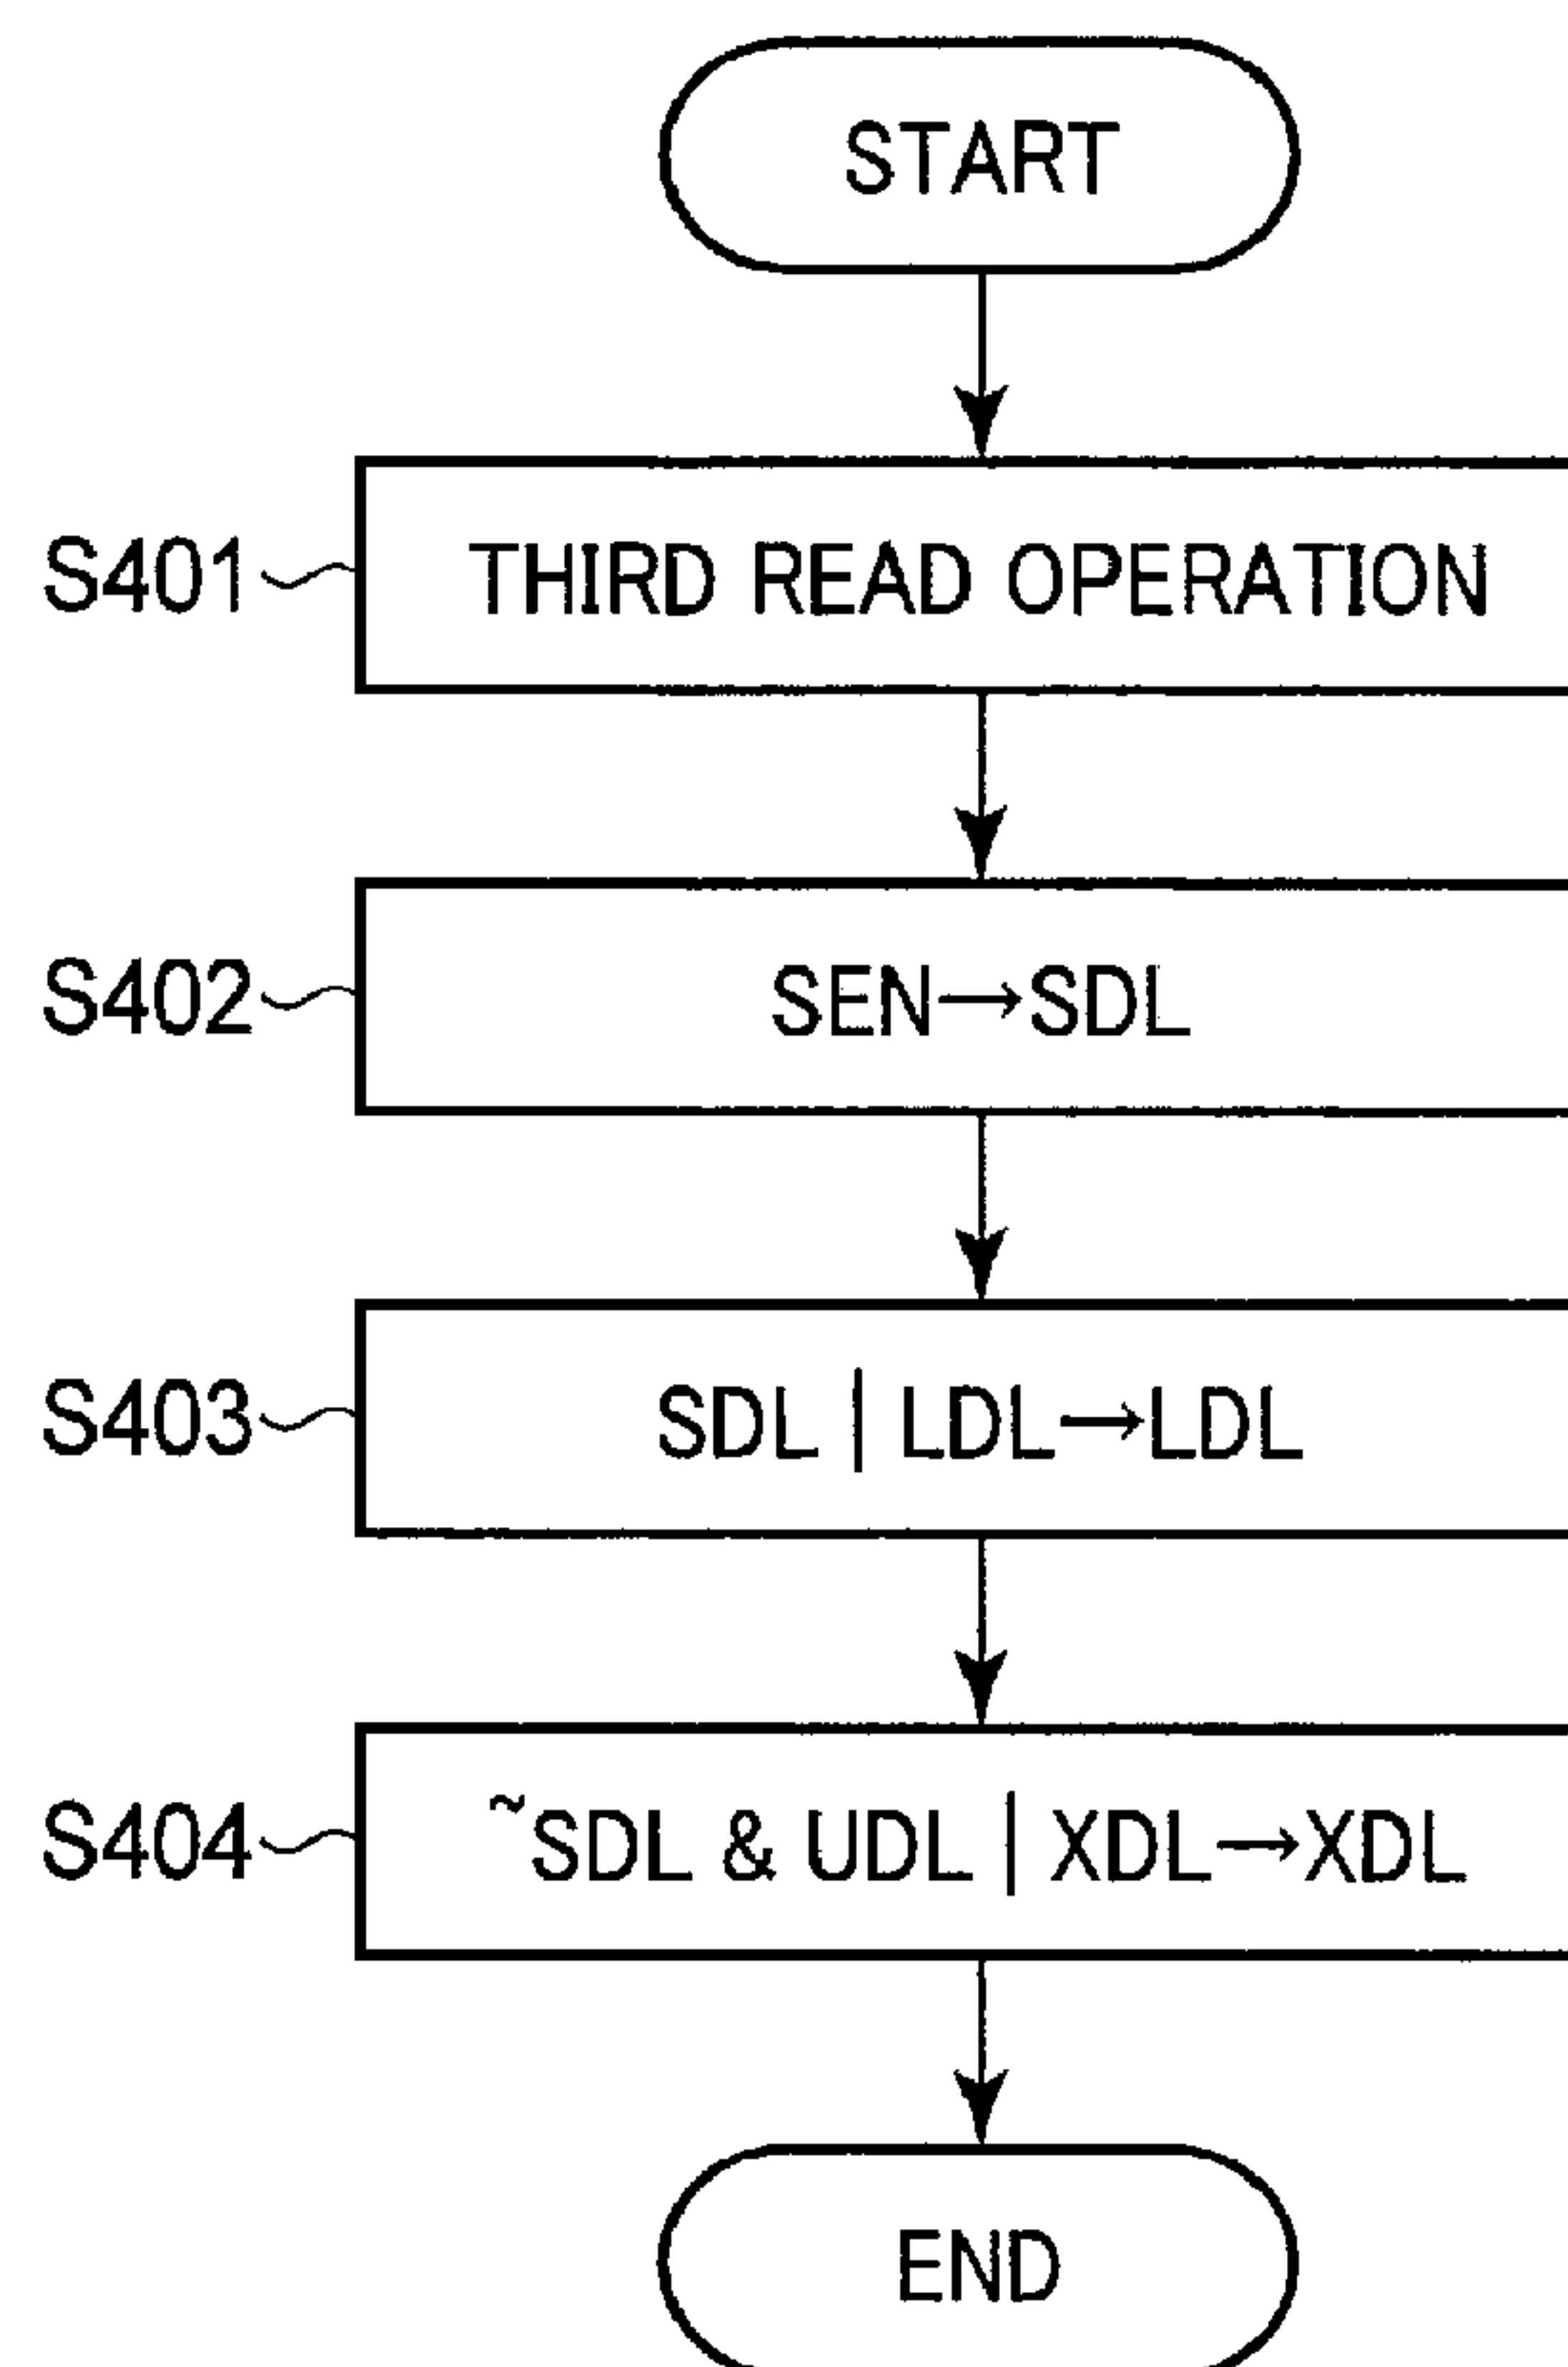 START
S401 THIRD READ OPERATION
S402 SEN→SDL
S403 SDL | LDL→LDL
S404 ~SDL & UDL | XDL→XDL
END